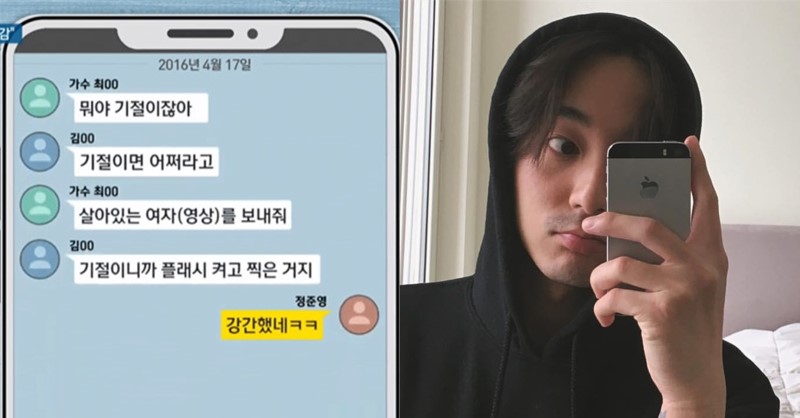 감"
2016년 4월 17일
가수 최00
뭐야 기절이잖아
김00
기절이면 어쩌라고
가수 최00
살아있는 여자(영상)를 보내줘
김00
기절이니까 플래시 켜고 찍은 거지
정준영
강간했네ㅋㅋ